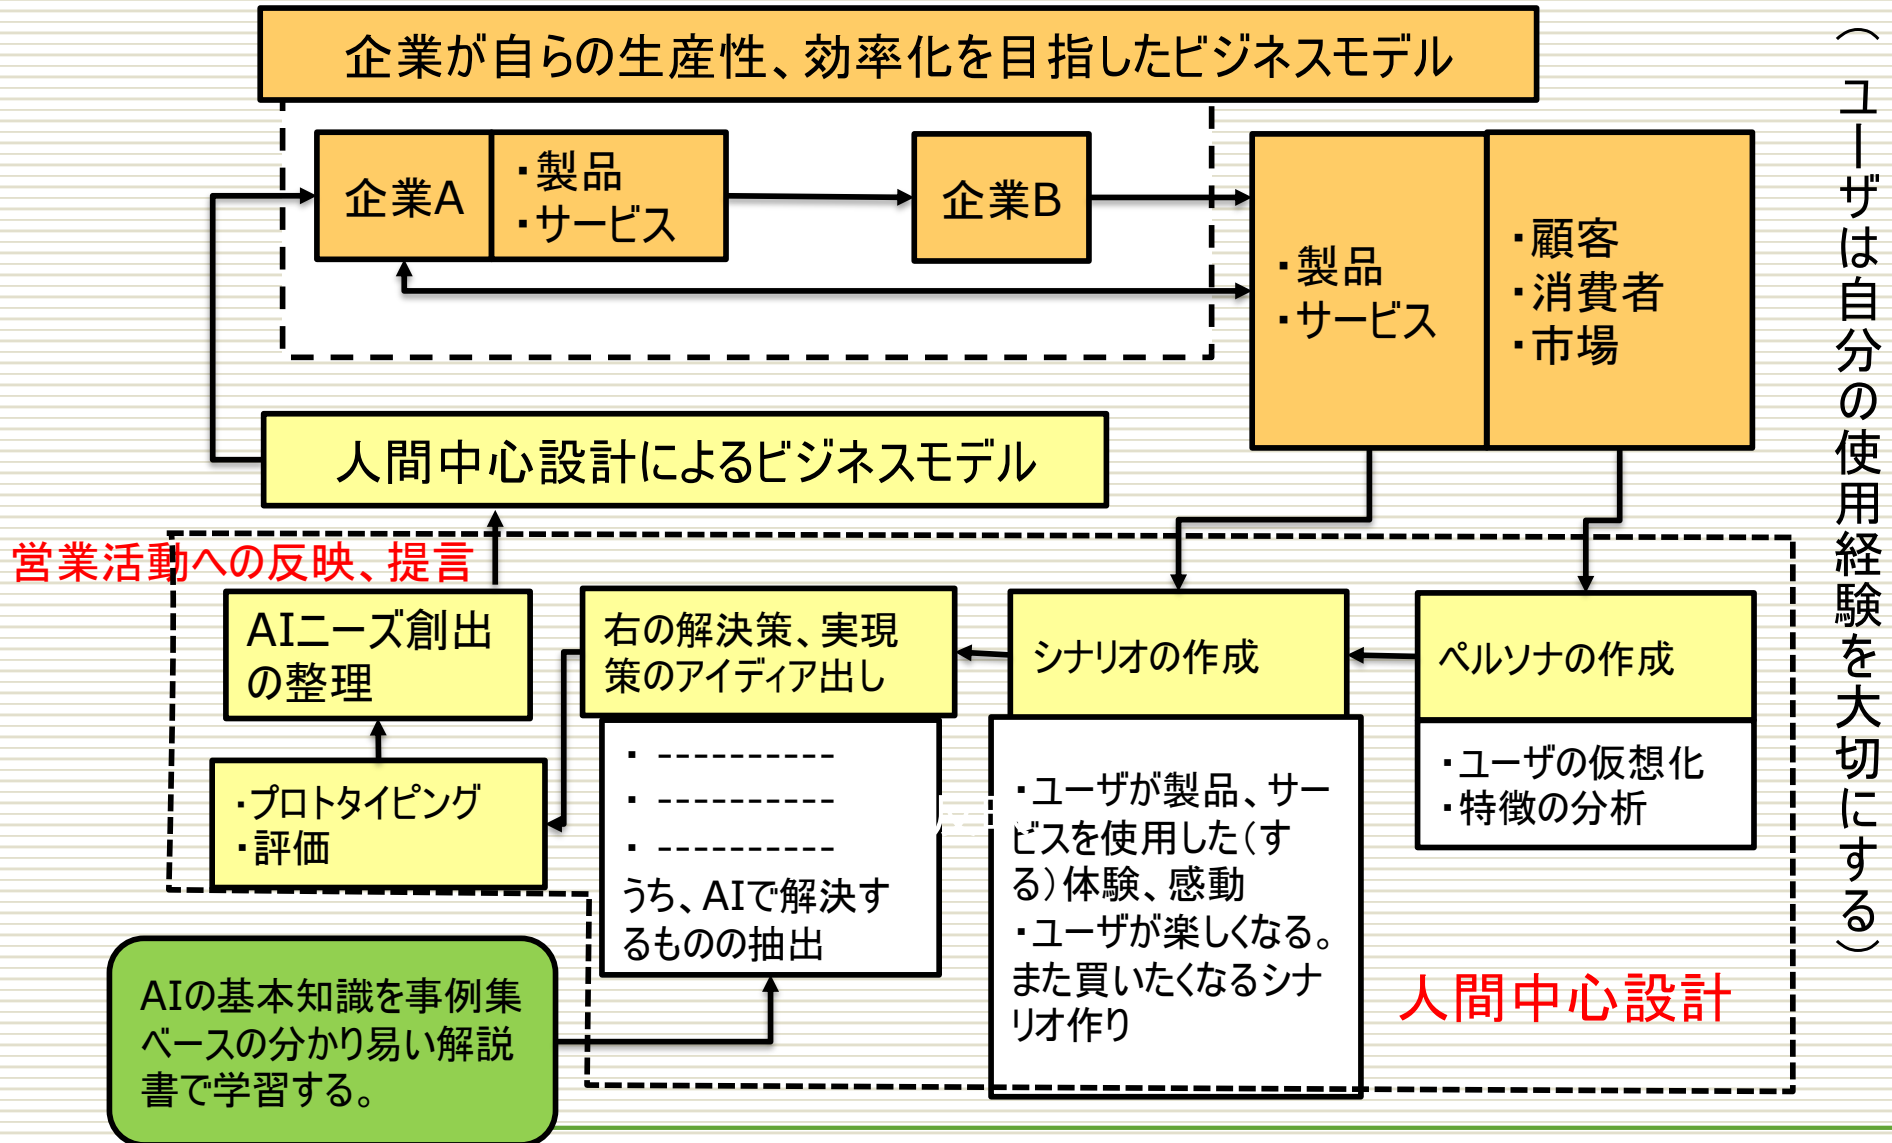 企業が自らの生産性、効率化を目指したビジネスモデル
企業A
・製品
・サービス
企業B
・製品
・サービス
・顧客
・消費者
・市場
(ユーザは自分の使用経験を大切にする)
人間中心設計によるビジネスモデル
営業活動への反映、提言
AIニーズ創出
の整理
右の解決策、実現
策のアイディア出し
シナリオの作成
ペルソナの作成
・プロトタイピング
・評価
・ ----------
・ ----------
・ ----------
うち、AIで解決す
るものの抽出
・ユーザが製品、サー
ビスを使用した(す
る)体験、感動
・ユーザが楽しくなる。
また買いたくなるシナ
リオ作り
・ユーザの仮想化
・特徴の分析
人間中心設計
AIの基本知識を事例集
ベースの分かり易い解説
書で学習する。